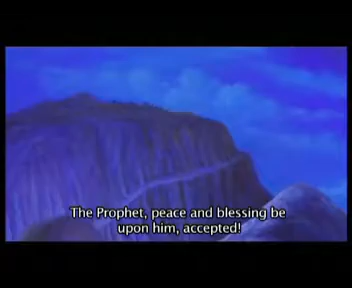 The Prophet, peace and blessing be
upon him, accepted!